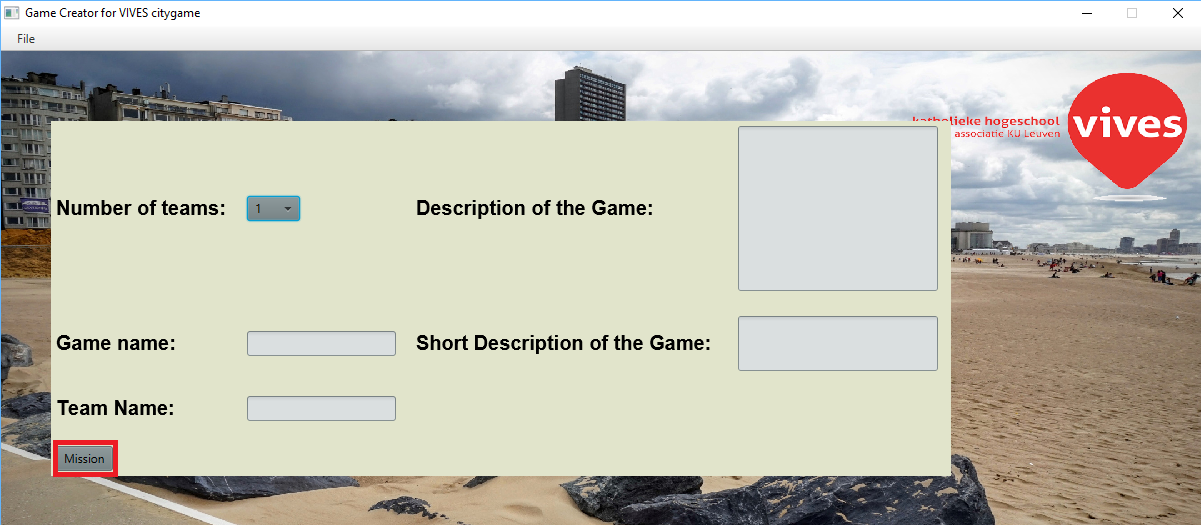 Game Creator for VIVES citygame
File
katholieke hogeschool
associatie KU Leuven
vives
Number of teams:
1
Description of the Game:
Game name:
Short Description of the Game:
Team Name:
Mission